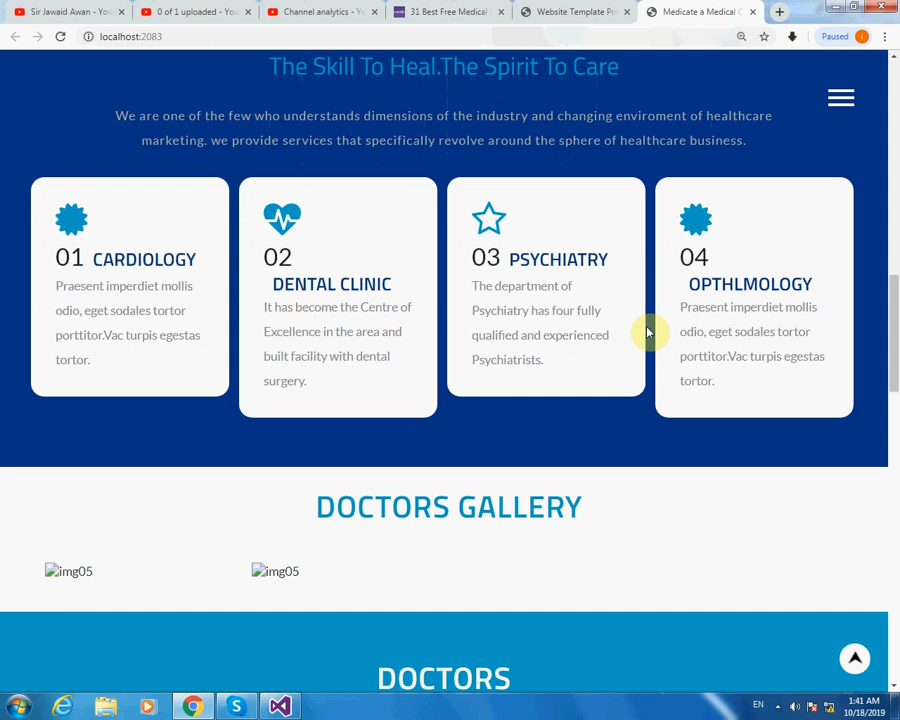 Sir Jawaid Awan - You
0 of 1 uploaded - You
Channel analytics - Y
31 Best Free Medical
Website Template Pri
Medicate a Medical C
localhost:2083
Paused
i
The Skill To Heal.The Spirit To Care
We are one of the few who understands dimensions of the industry and changing enviroment of healthcare
marketing. we provide services that specifically revolve around the sphere of healthcare business.
01 CARDIOLOGY
Praesent imperdiet mollis
odio, eget sodales tortor
porttitor.Vac turpis egestas
tortor.
02
DENTAL CLINIC
It has become the Centre of
Excellence in the area and
built facility with dental
surgery.
03 PSYCHIATRY
The department of
Psychiatry has four fully
qualified and experienced
Psychiatrists.
04
OPTHLMOLOGY
Praesent imperdiet mollis
odio, eget sodales tortor
porttitor.Vac turpis egestas
tortor.
DOCTORS GALLERY
img05
img05
DOCTORS
EN
1:41 AM
10/18/2019